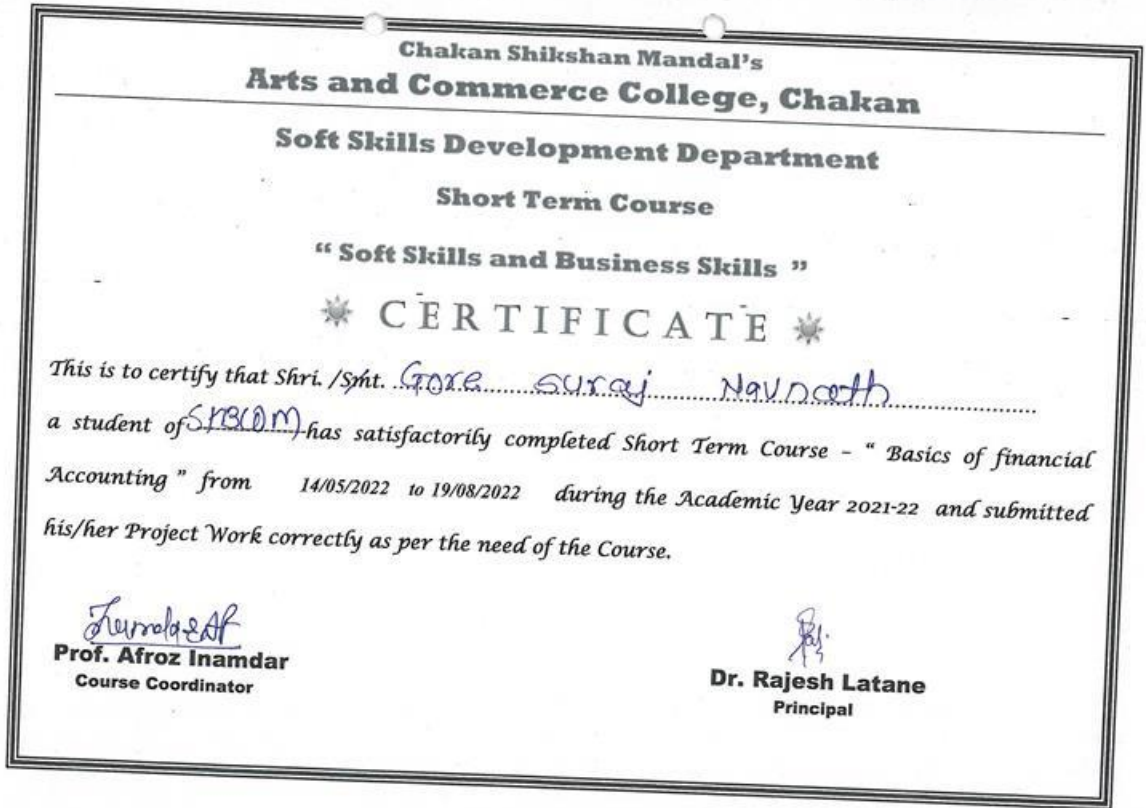 Chakan Shikshan Mandal's
Arts and Commerce College, Chakan
Soft Skills Development Department
Short Term Course
“ Soft Skills and Business Skills ”
CERTIFICATE
This is to certify that Shri. /Smt. Gore Suraj Navnath
a student of has satisfactorily completed Short Term Course - “ Basics of financial
Accounting ” from 14/05/2022 to 19/08/2022 during the Academic Year 2021-22 and submitted
his/her Project Work correctly as per the need of the Course.
Prof. Afroz Inamdar
Course Coordinator
Dr. Rajesh Latane
Principal